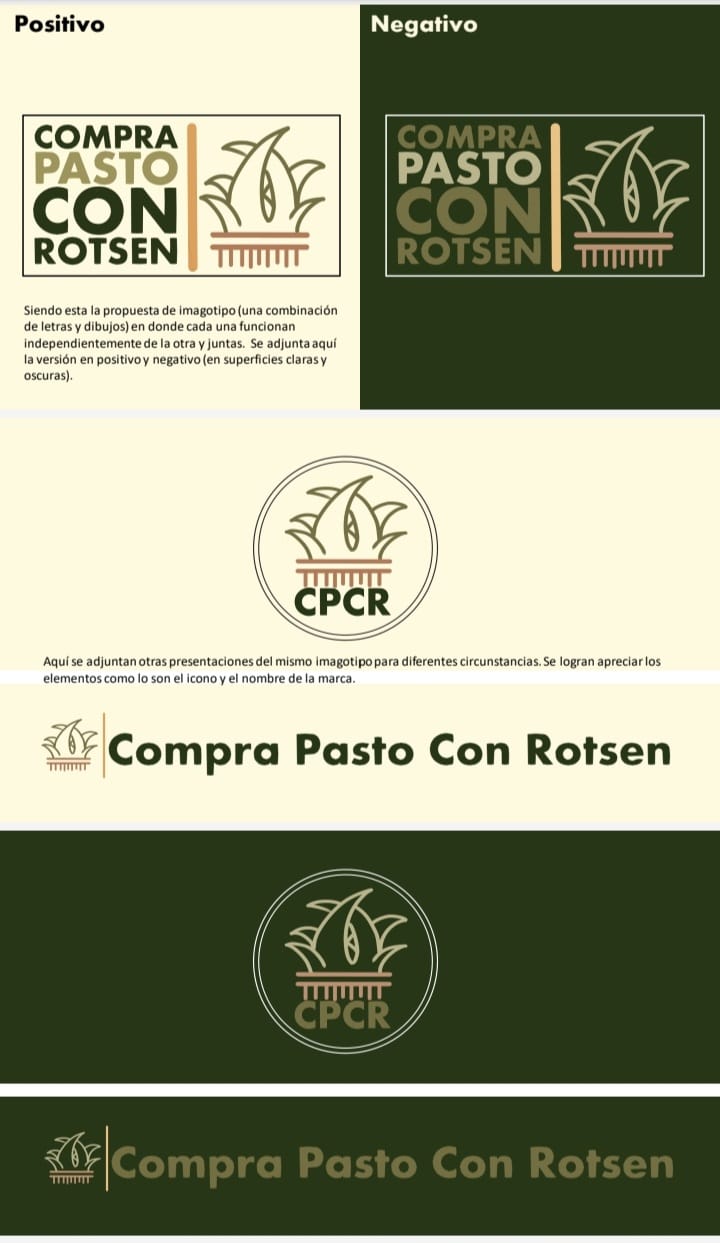 Positivo
COMPRA
PASTO
CON
ROTSEN
Siendo esta la propuesta de imagotipo (una combinación
de letras y dibujos) en donde cada una funcionan
independientemente de la otra y juntas. Se adjunta aquí
la versión en positivo y negativo (en superficies claras y
oscuras).
Negativo
COMPRA
PASTO
CON
ROTSEN
CPCR
Aquí se adjuntan otras presentaciones del mismo imagotipo para diferentes circunstancias. Se logran apreciar los
elementos como lo son el icono y el nombre de la marca.
Compra Pasto Con Rotsen
CPCR
Compra Pasto Con Rotsen